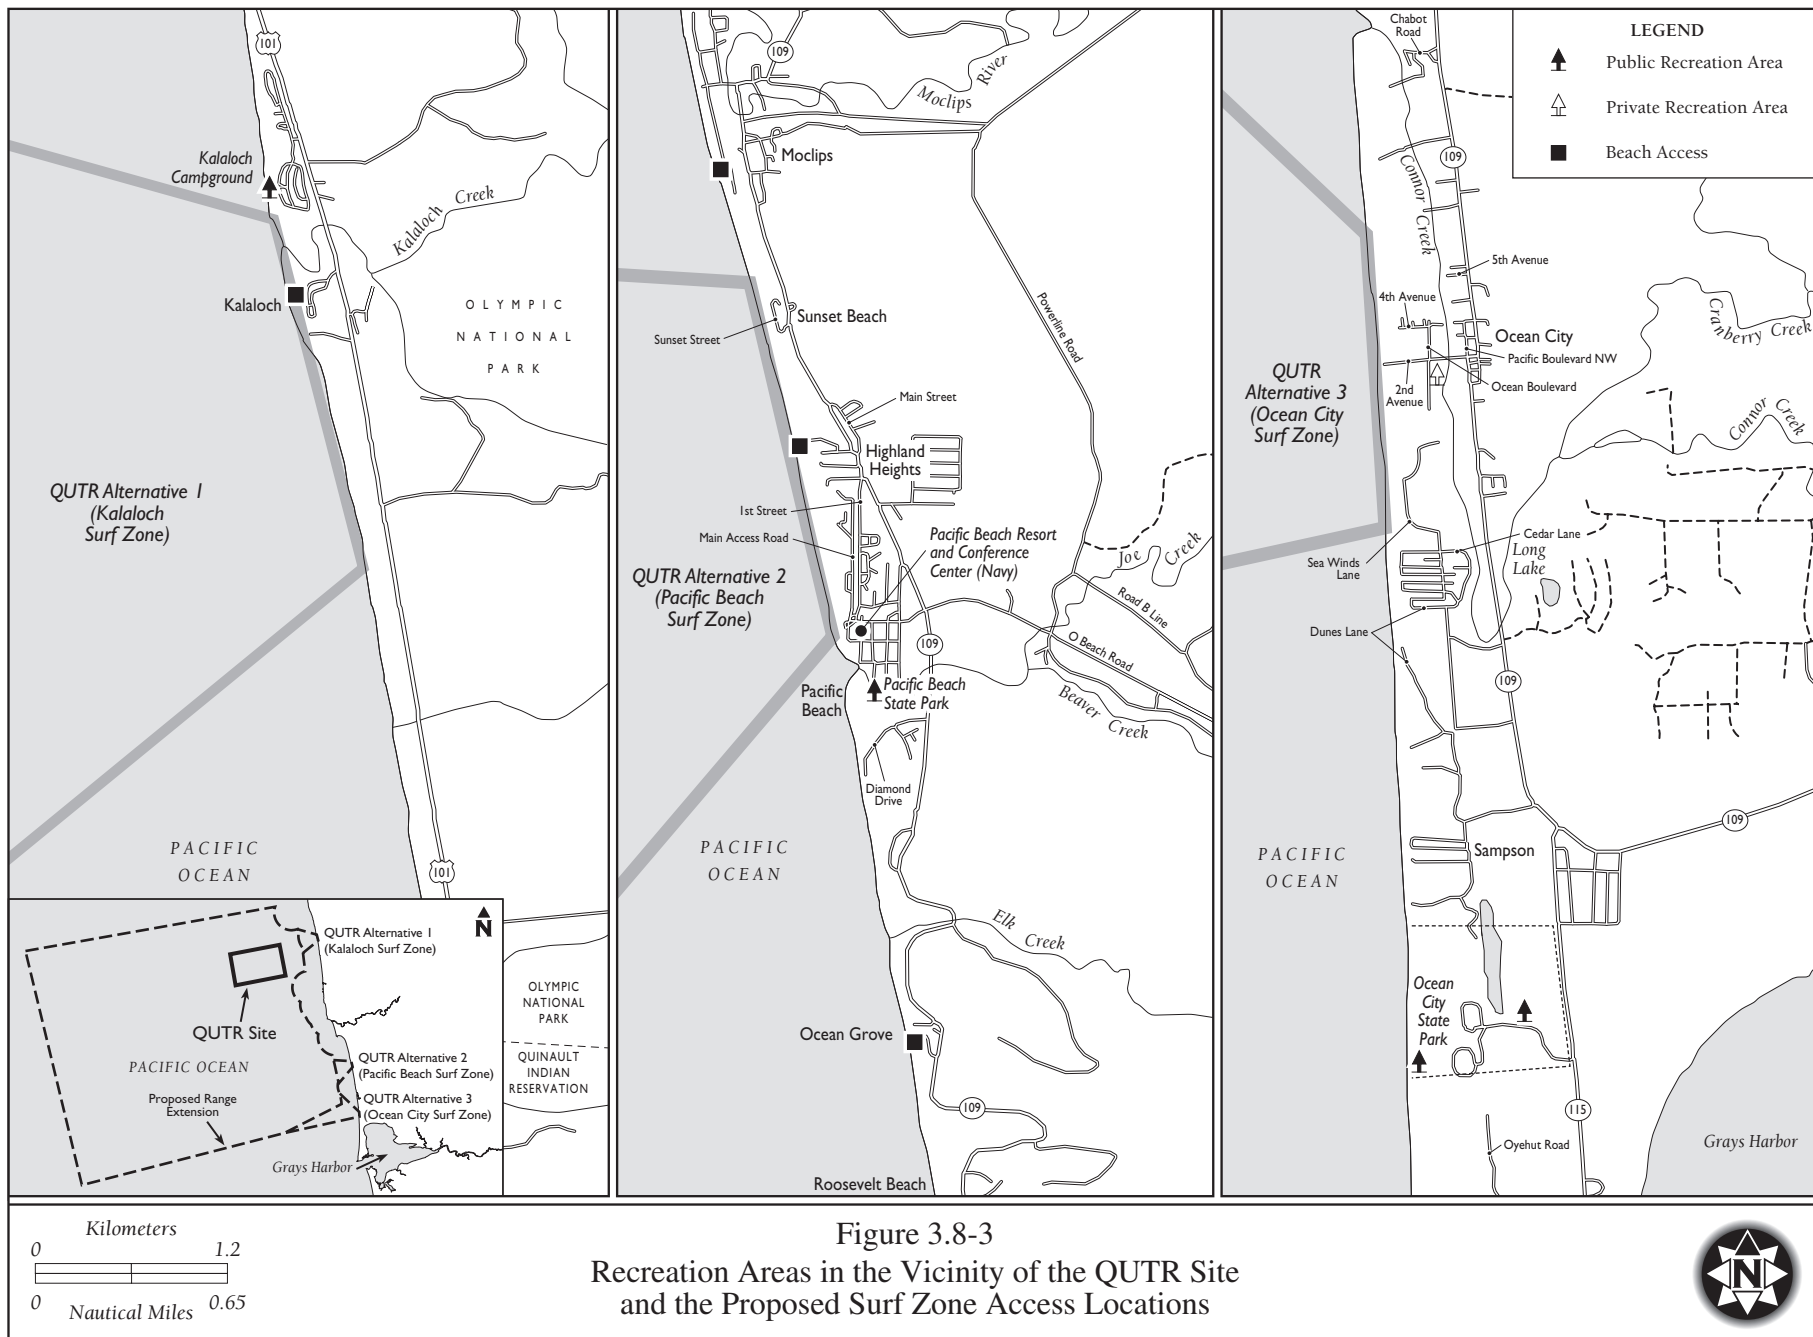 101
Kalaloch
Campground
Kalaloch Creek
Kalaloch
OLYMPIC
NATIONAL
PARK
QUTR Alternative 1
(Kalaloch
Surf Zone)
PACIFIC
OCEAN
101
N
QUTR Alternative 1
(Kalaloch Surf Zone)
QUTR Site
PACIFIC OCEAN
Proposed Range
Extension
QUTR Alternative 2
(Pacific Beach Surf Zone)
QUTR Alternative 3
(Ocean City Surf Zone)
Grays Harbor
OLYMPIC
NATIONAL
PARK
QUINAULT
INDIAN
RESERVATION
109
Moclips River
Moclips
Sunset Beach
Sunset Street
Powerline Road
Main Street
Highland
Heights
1st Street
Main Access Road
Pacific Beach Resort
and Conference
Center (Navy)
Joe Creek
QUTR Alternative 2
(Pacific Beach
Surf Zone)
Road B Line
109
O Beach Road
Pacific
Beach
Pacific Beach
State Park
Beaver Creek
Diamond
Drive
PACIFIC
OCEAN
Elk Creek
Ocean Grove
109
Roosevelt Beach
Chabot
Road
LEGEND
Public Recreation Area
Private Recreation Area
Beach Access
109
Connor Creek
5th Avenue
4th Avenue
Cranberry Creek
Ocean City
Pacific Boulevard NW
QUTR
Alternative 3
(Ocean City
Surf Zone)
2nd
Avenue
Ocean Boulevard
Connor Creek
Cedar Lane
Long
Lake
Sea Winds
Lane
Dunes Lane
109
109
PACIFIC
OCEAN
Sampson
Ocean
City
State
Park
115
Oyehut Road
Grays Harbor
Kilometers
0 1.2
0 0.65
Nautical Miles
Figure 3.8-3
Recreation Areas in the Vicinity of the QUTR Site
and the Proposed Surf Zone Access Locations
N